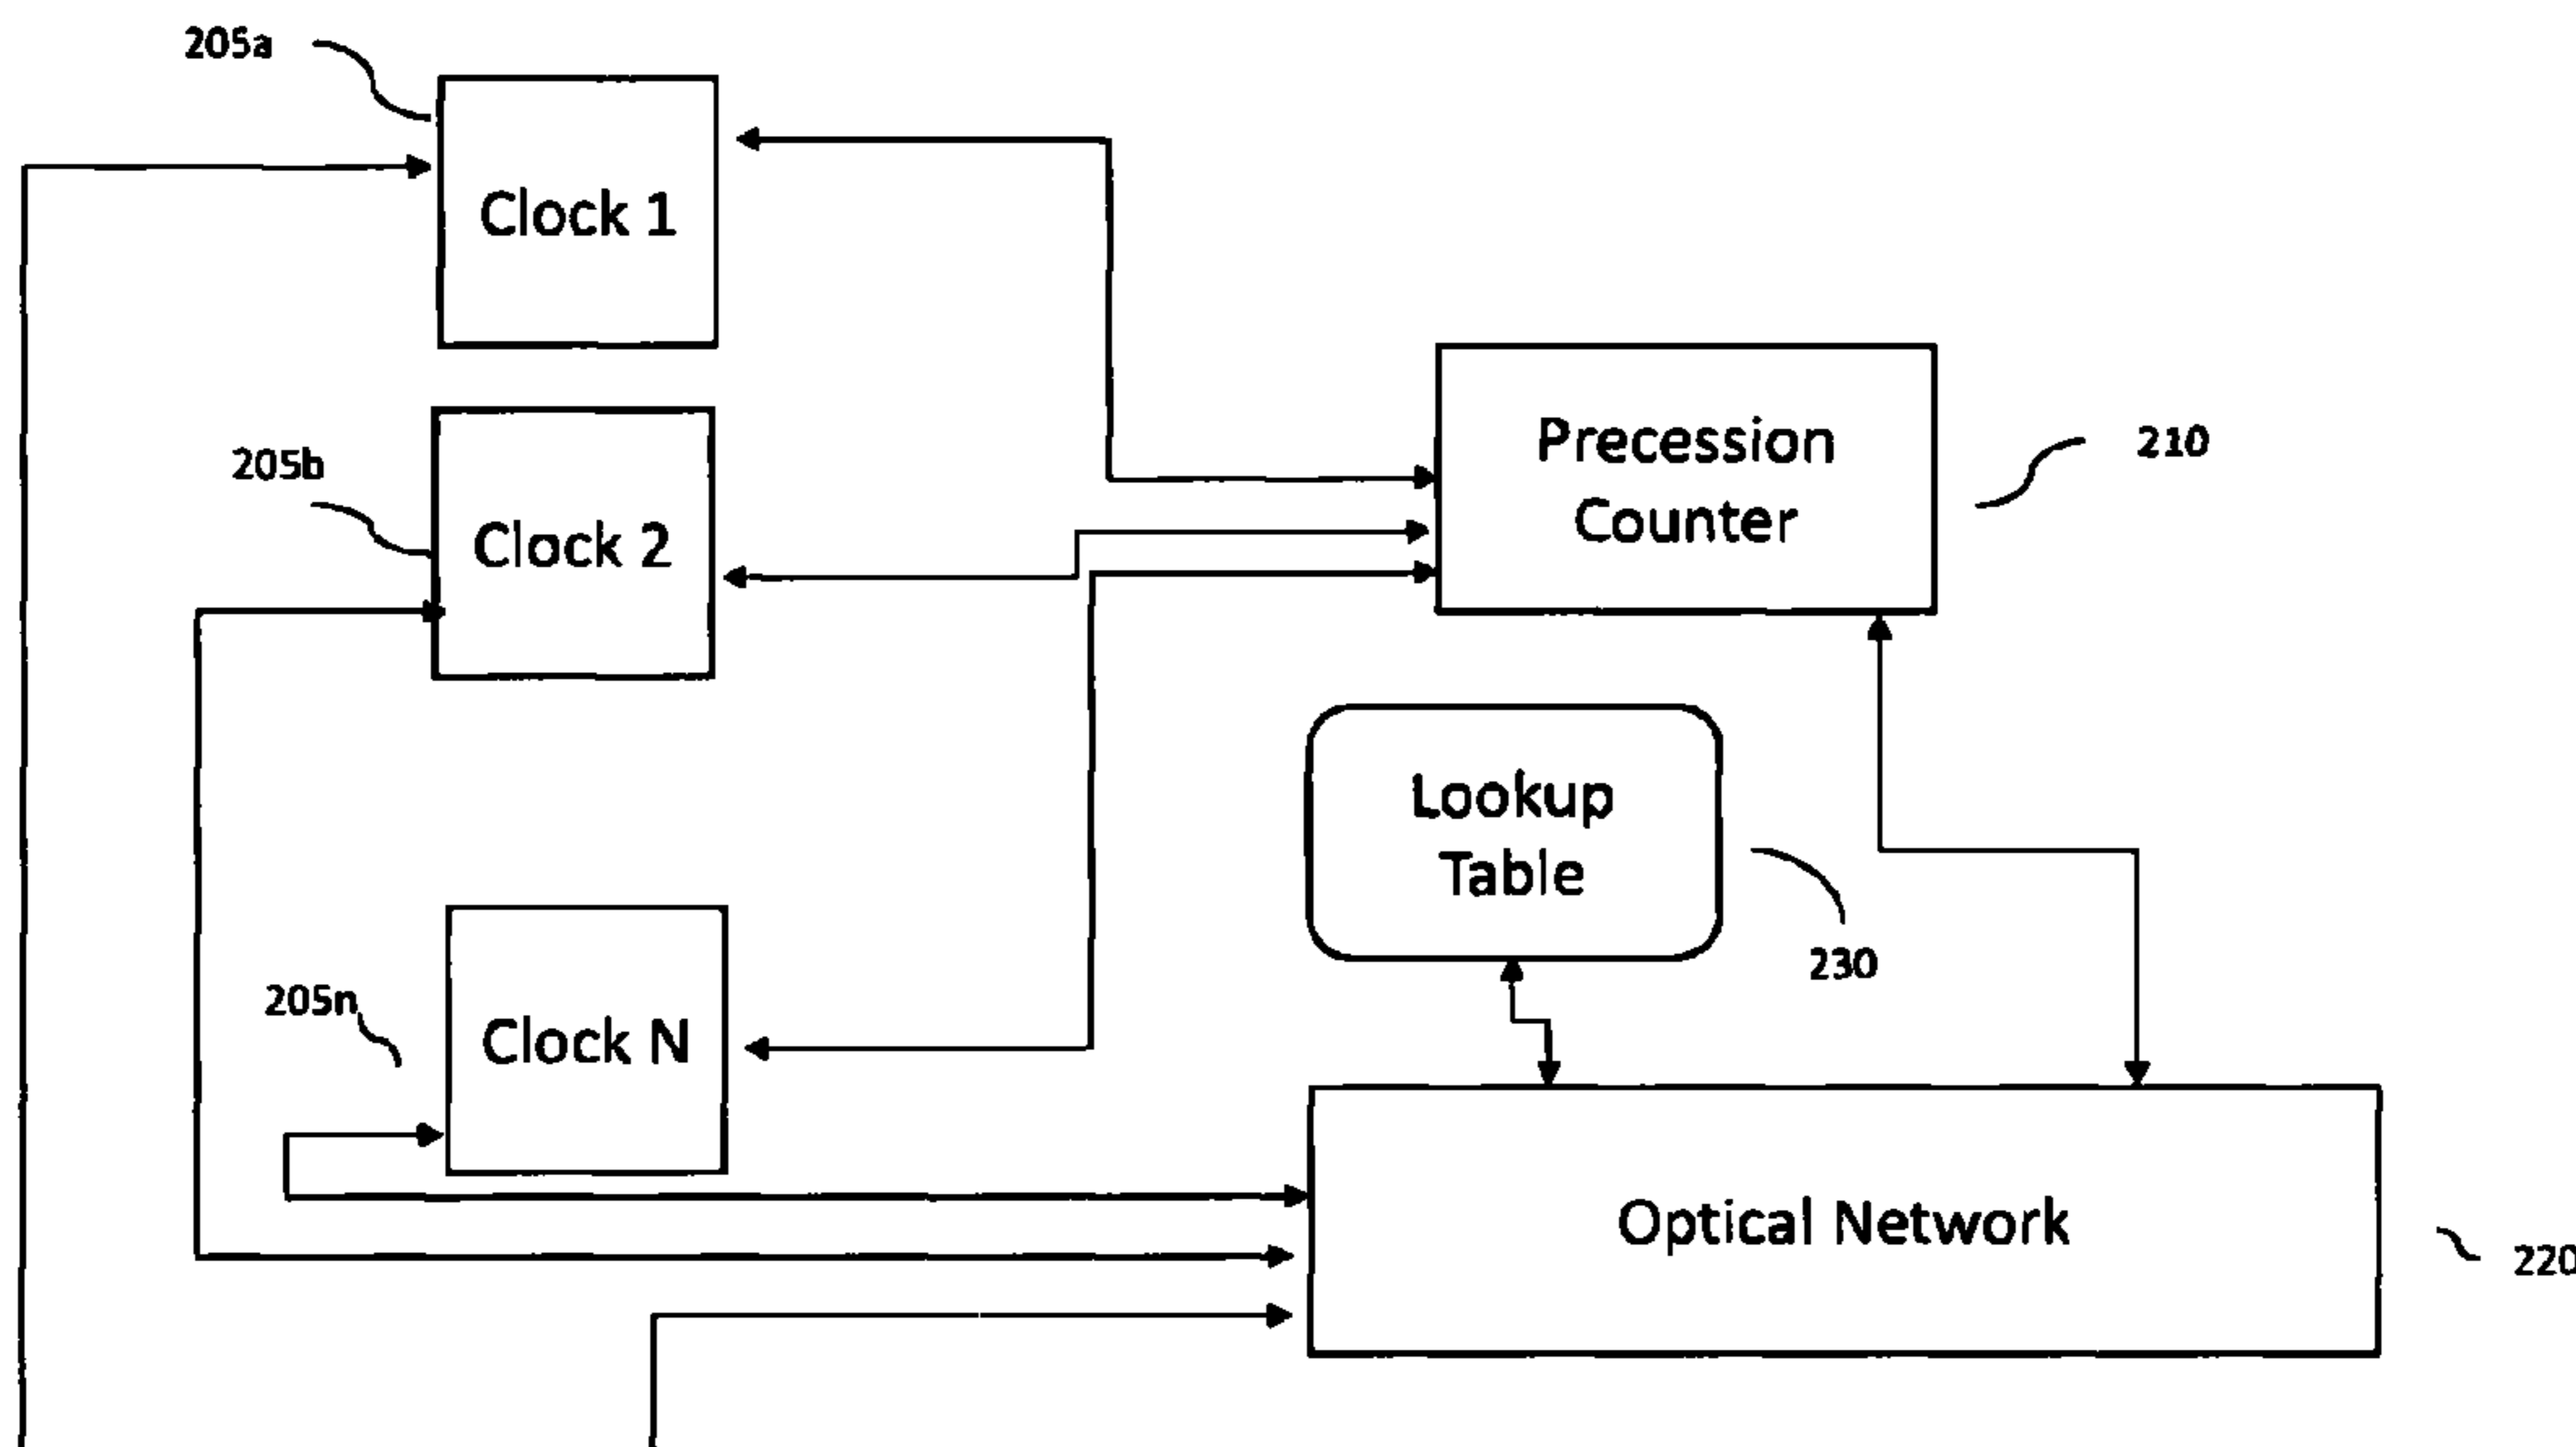 205a
Clock 1
205b
Clock 2
Precession
Counter
210
Lookup
Table
230
205n
Clock N
Optical Network
220